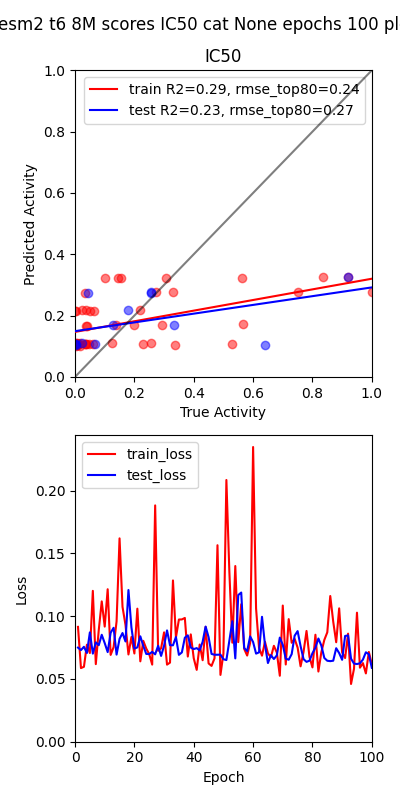 esm2 t6 8M scores IC50 cat None epochs 100 pl
IC50
train R2=0.29, rmse_top80=0.24
test R2=0.23, rmse_top80=0.27
1.0
0.8
0.6
0.4
0.2
0.0
Predicted Activity
0.0 0.2 0.4 0.6 0.8 1.0
True Activity
train_loss
test_loss
0.20
0.15
0.10
0.05
0.00
Loss
0 20 40 60 80 100
Epoch